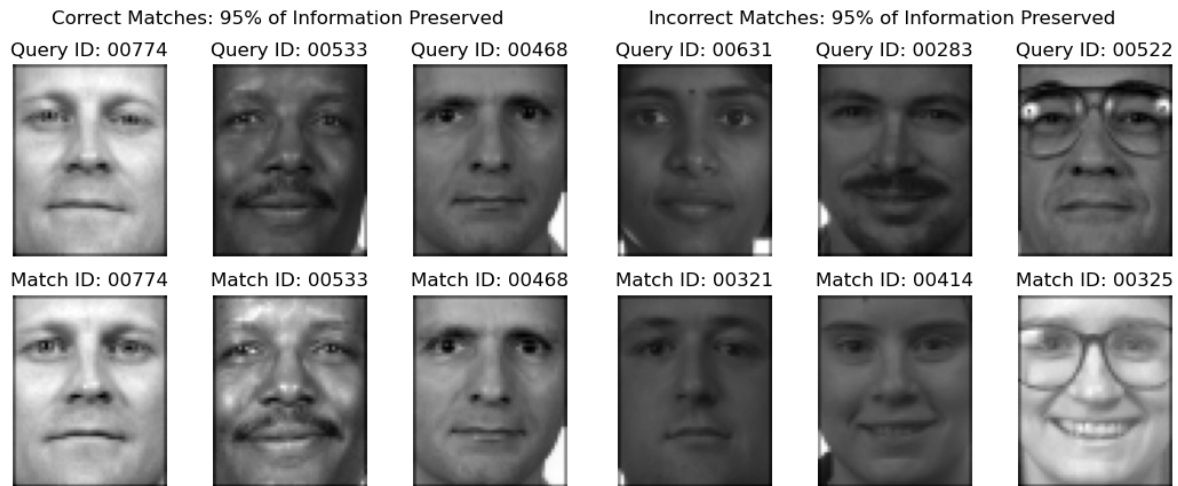 Correct Matches: 95% of Information Preserved
Incorrect Matches: 95% of Information Preserved
Query ID: 00774
Query ID: 00533
Query ID: 00468
Query ID: 00631
Query ID: 00283
Query ID: 00522
Match ID: 00774
Match ID: 00533
Match ID: 00468
Match ID: 00321
Match ID: 00414
Match ID: 00325